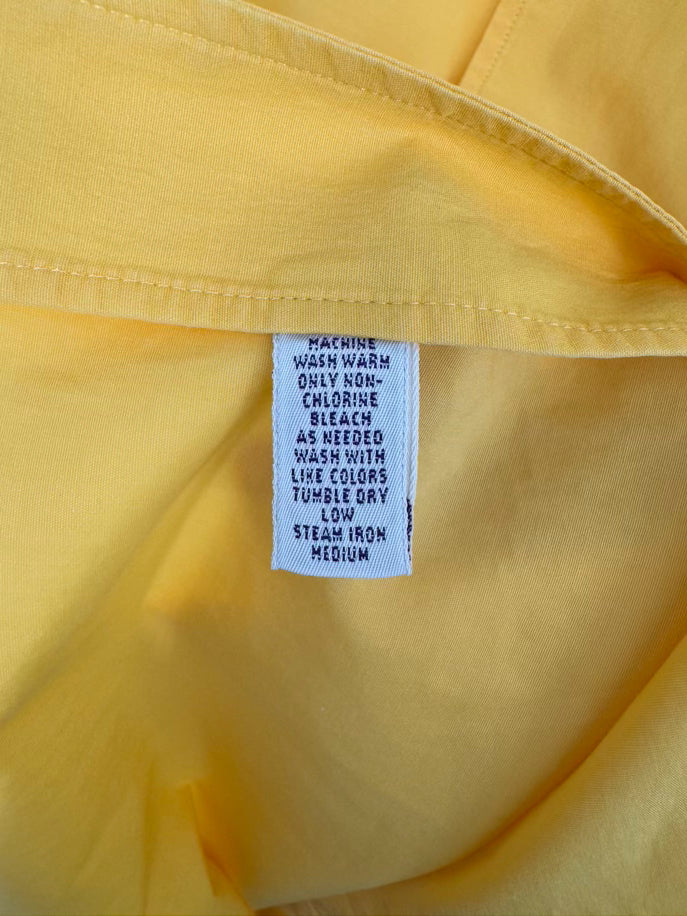 MACHINE
WASH WARM
ONLY NON-
CHLORINE
BLEACH
AS NEEDED
WASH WITH
LIKE COLORS
TUMBLE DRY
LOW
STEAM IRON
MEDIUM